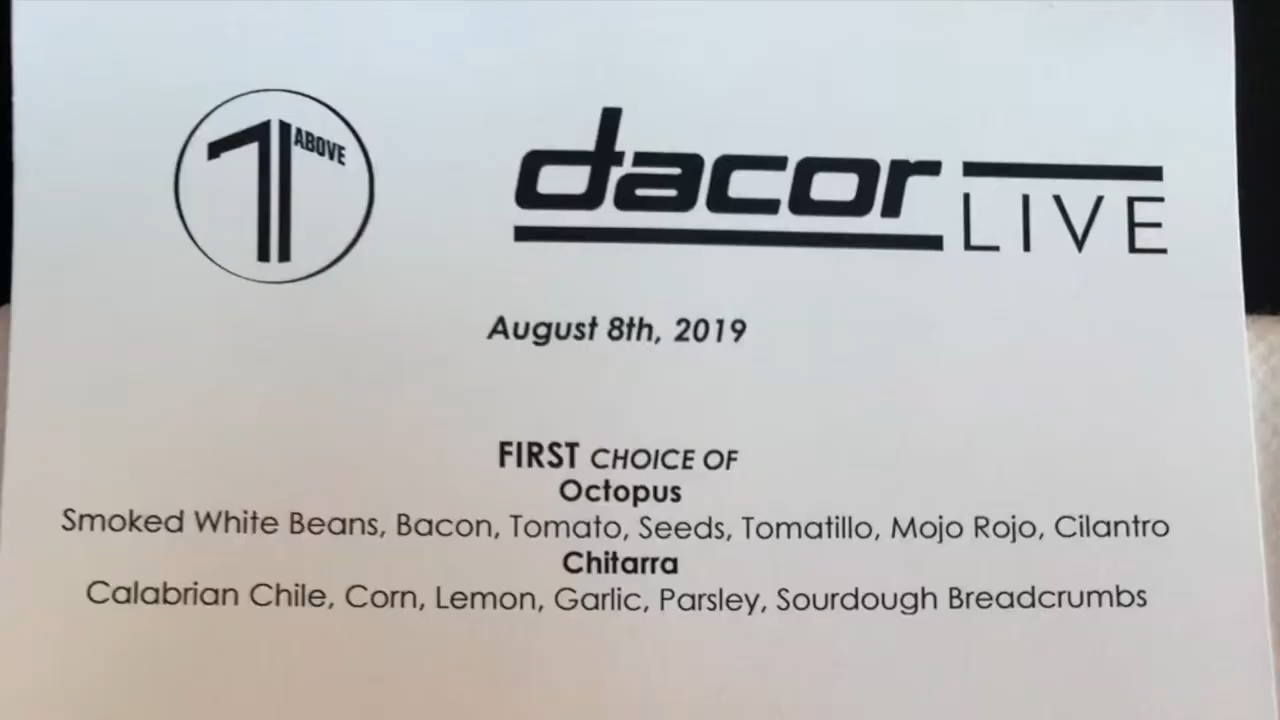 ABOVE
dacor LIVE
August 8th, 2019
FIRST CHOICE OF
Octopus
Smoked White Beans, Bacon, Tomato, Seeds, Tomatillo, Mojo Rojo, Cilantro
Chitarra
Calabrian Chile, Corn, Lemon, Garlic, Parsley, Sourdough Breadcrumbs